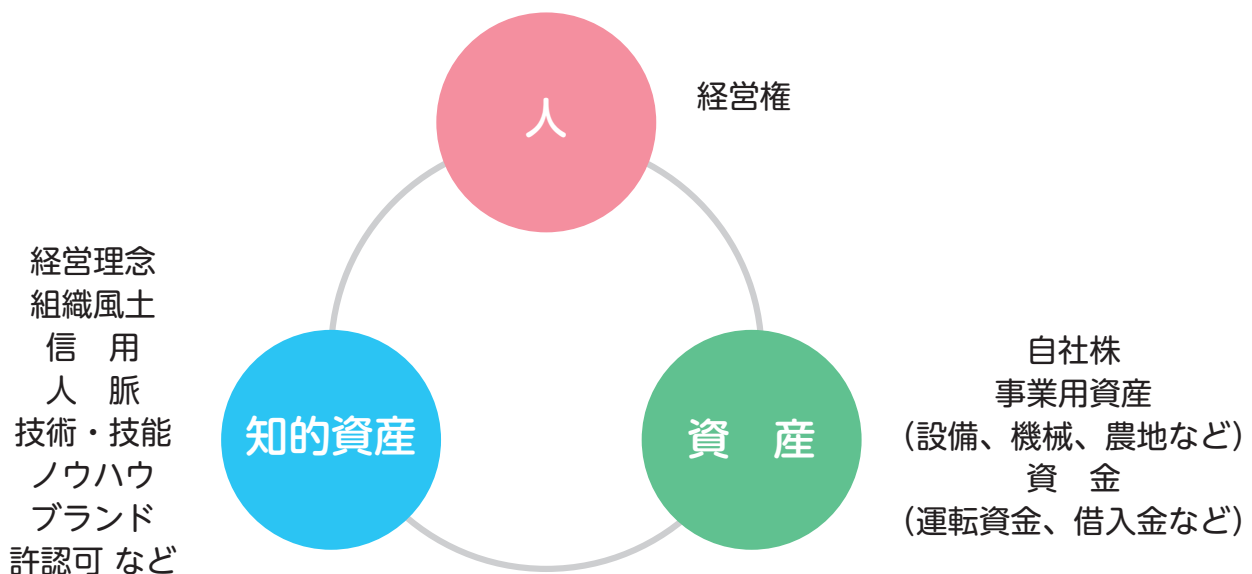 人
経営権
経営理念
組織風土
信　用
人　脈
技術・技能
ノウハウ
ブランド
許認可 など
知的資産
資　産
自社株
事業用資産
（設備、機械、農地など）
資　金
（運転資金、借入金など）